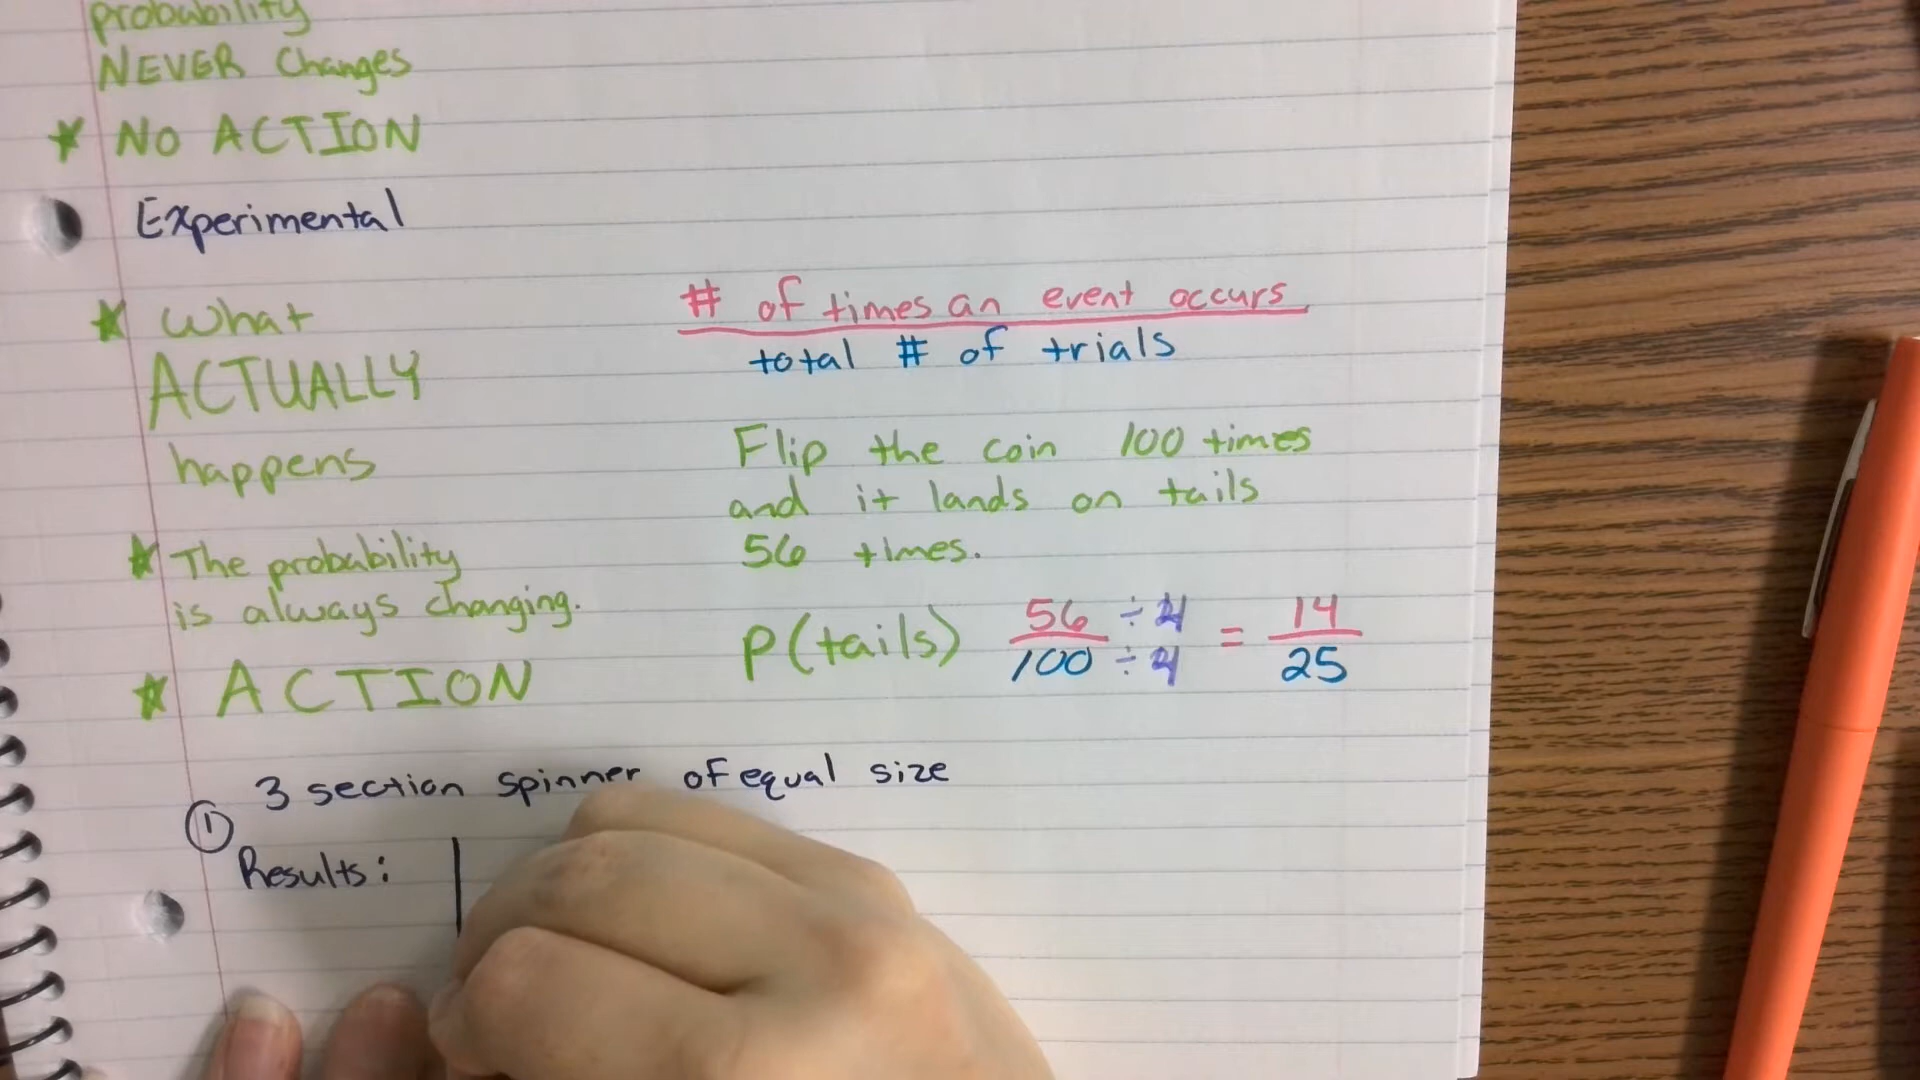 probability
NEVER Changes
* NO ACTION
Experimental
* What
ACTUALLY
happens
* The probability
is always changing.
* ACTION
# of times an event occurs
total # of trials
Flip the coin 100 times
and it lands on tails
56 times.
P(tails) 56 ÷ 4 = 14
100 ÷ 4 25
3 section spinner of equal size
①
Results: